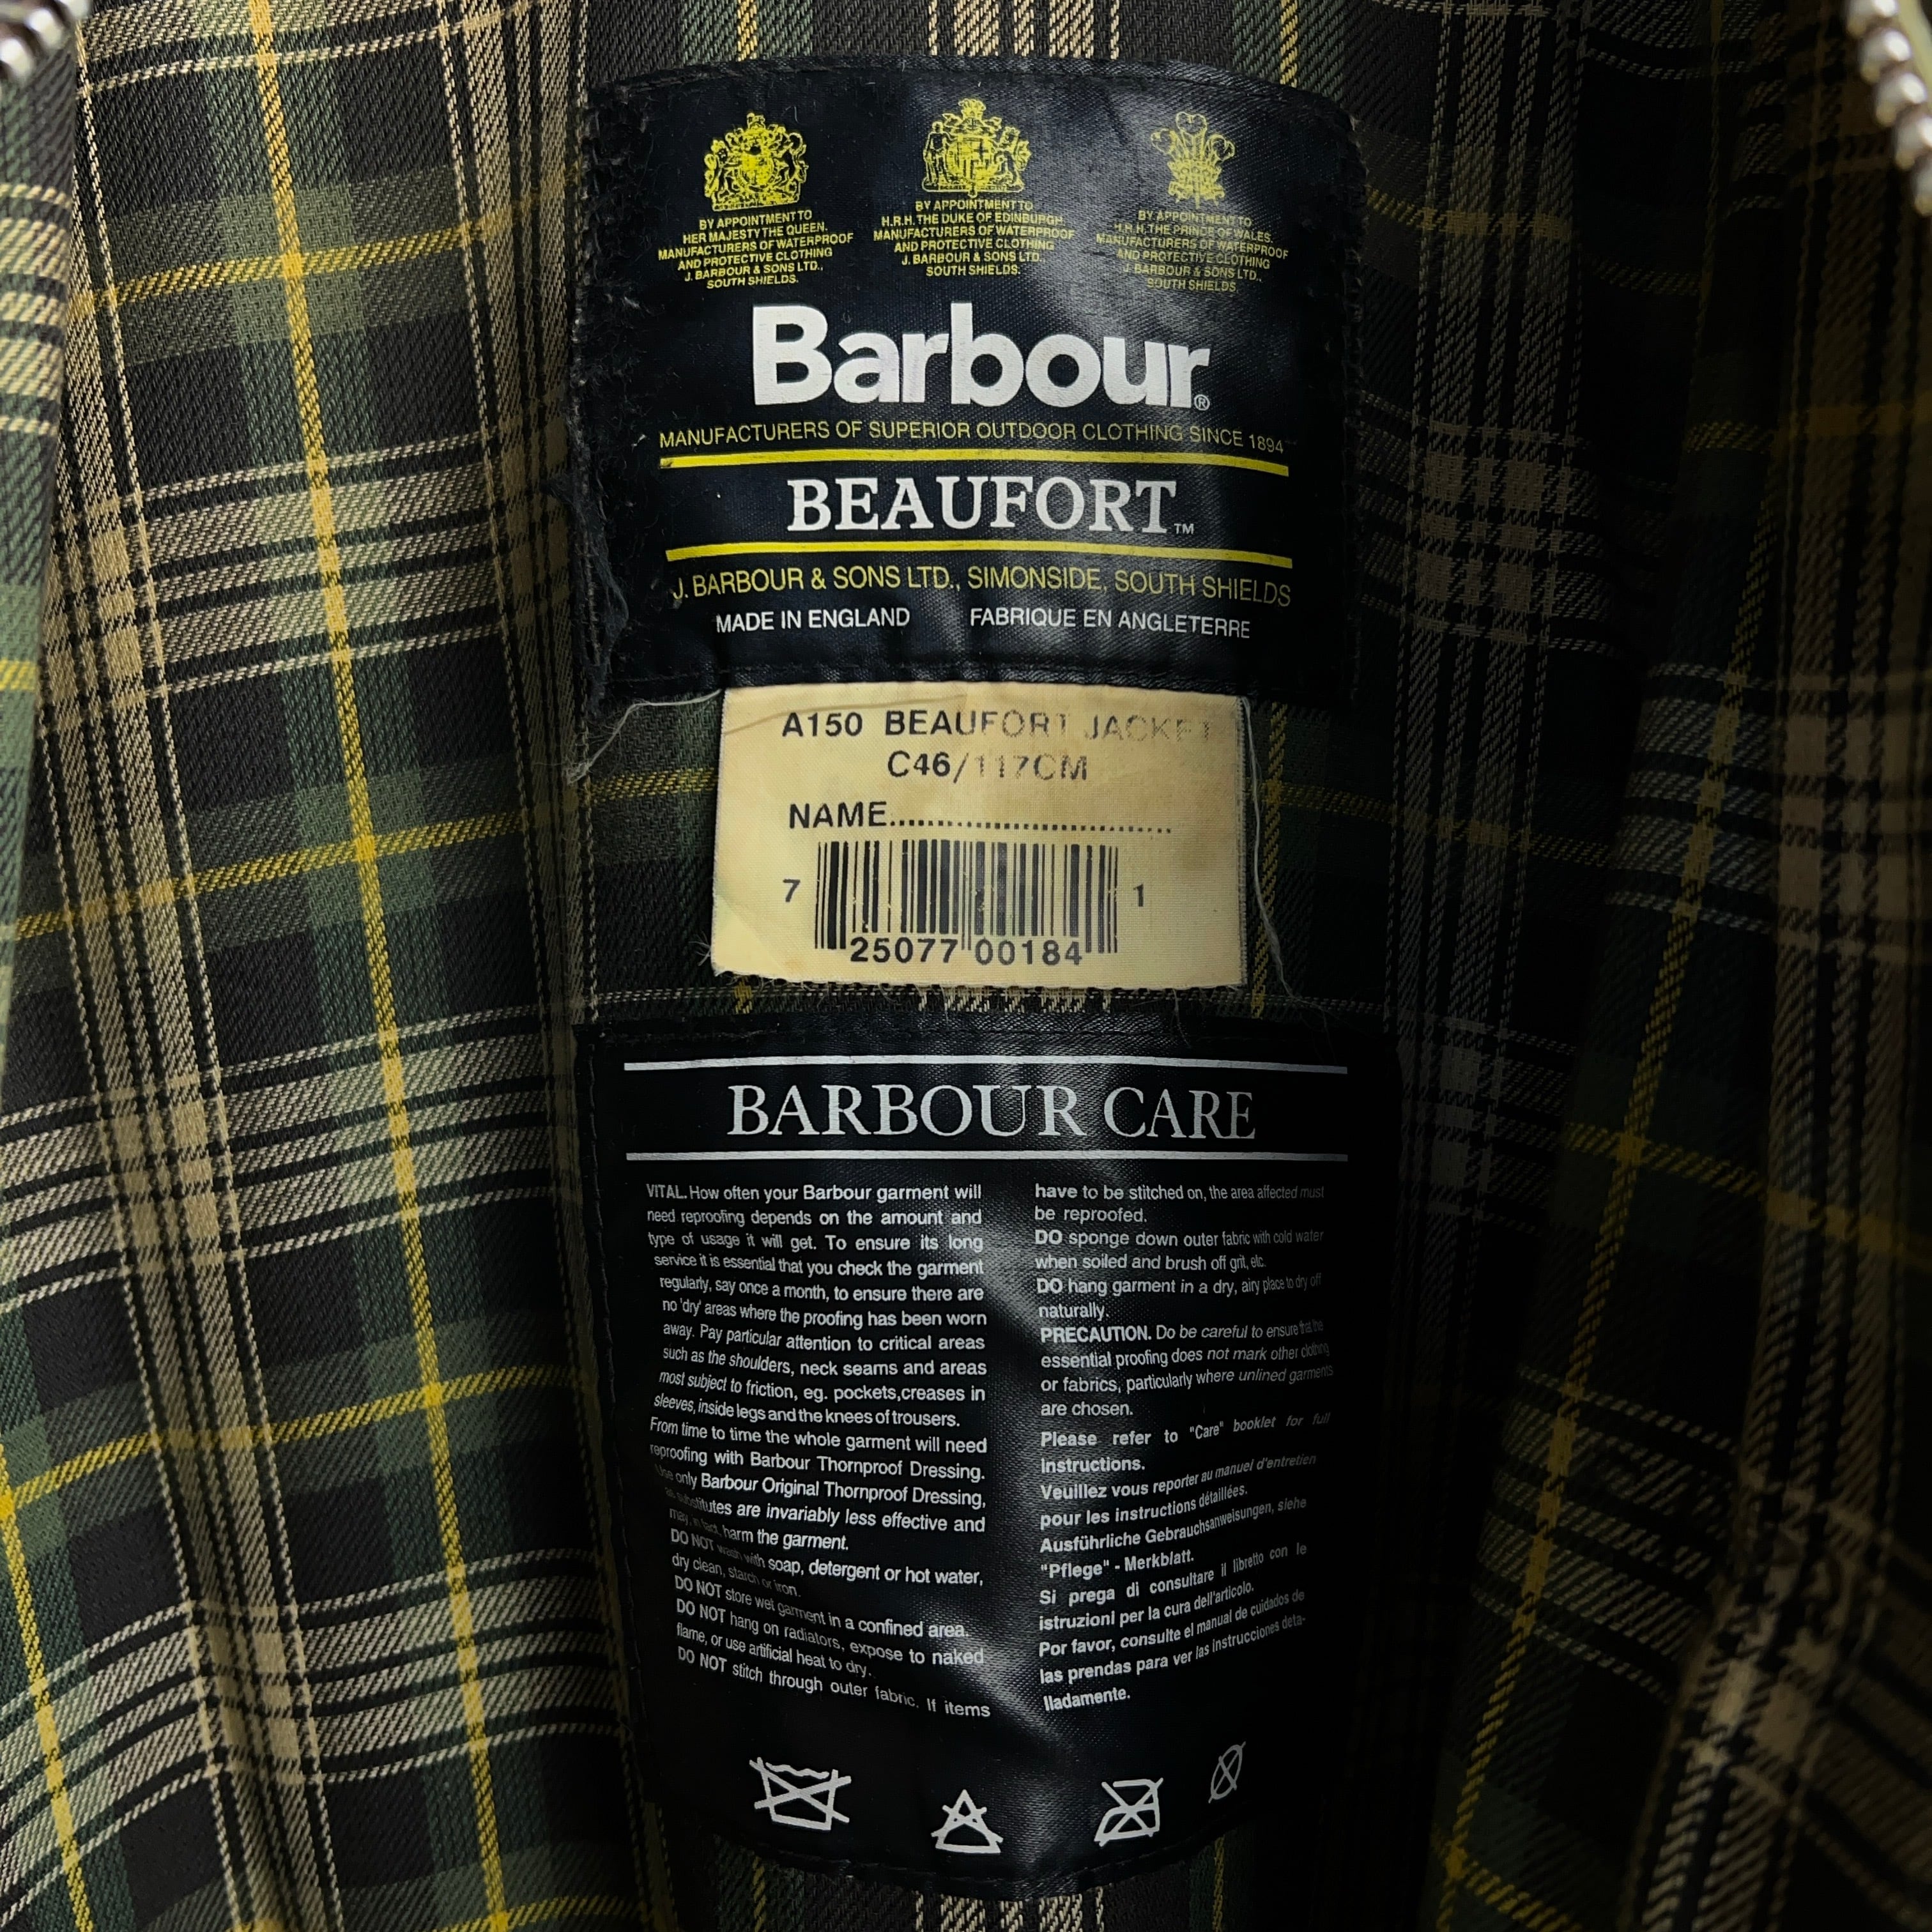 BY APPOINTMENT TO
HER MAJESTY THE QUEEN.
MANUFACTURERS OF WATERPROOF
AND PROTECTIVE CLOTHING
J. BARBOUR & SONS LTD.,
SOUTH SHIELDS.
BY APPOINTMENT TO
H.R.H. THE DUKE OF EDINBURGH.
MANUFACTURERS OF WATERPROOF
AND PROTECTIVE CLOTHING
J. BARBOUR & SONS LTD.
SOUTH SHIELDS.
BY APPOINTMENT TO
H.R.H. THE PRINCE OF WALES.
MANUFACTURERS OF WATERPROOF
AND PROTECTIVE CLOTHING
J. BARBOUR & SONS LTD.,
SOUTH SHIELDS.
Barbour®
MANUFACTURERS OF SUPERIOR OUTDOOR CLOTHING SINCE 1894
BEAUFORT™
J. BARBOUR & SONS LTD., SIMONSIDE, SOUTH SHIELDS
MADE IN ENGLAND FABRIQUE EN ANGLETERRE
A150 BEAUFORT JACKET
C46/117CM
NAME..............................
7 25077 00184 1
BARBOUR CARE
VITAL. How often your Barbour garment will
need reproofing depends on the amount and
type of usage it will get. To ensure its long
service it is essential that you check the garment
regularly, say once a month, to ensure there are
no 'dry' areas where the proofing has been worn
away. Pay particular attention to critical areas
such as the shoulders, neck seams and areas
most subject to friction, eg. pockets,creases in
sleeves, inside legs and the knees of trousers.
From time to time the whole garment will need
reproofing with Barbour Thornproof Dressing.
Use only Barbour Original Thornproof Dressing,
as substitutes are invariably less effective and
may, in fact, harm the garment.
DO NOT wash with soap, detergent or hot water,
dry clean, starch or iron.
DO NOT store wet garment in a confined area.
DO NOT hang on radiators, expose to naked
flame, or use artificial heat to dry.
DO NOT stitch through outer fabric. If items
have to be stitched on, the area affected must
be reproofed.
DO sponge down outer fabric with cold water
when soiled and brush off grit, etc.
DO hang garment in a dry, airy place to dry off
naturally.
PRECAUTION. Do be careful to ensure that the
essential proofing does not mark other clothing
or fabrics, particularly where unlined garments
are chosen.
Please refer to "Care" booklet for full
instructions.
Veuillez vous reporter au manuel d'entretien
pour les instructions détaillées.
Ausführliche Gebrauchsanweisungen, siehe
"Pflege" - Merkblatt.
Si prega di consultare il libretto con le
istruzioni per la cura dell'articolo.
Por favor, consulte el manual de cuidados de
las prendas para ver las instrucciones deta-
lladamente.